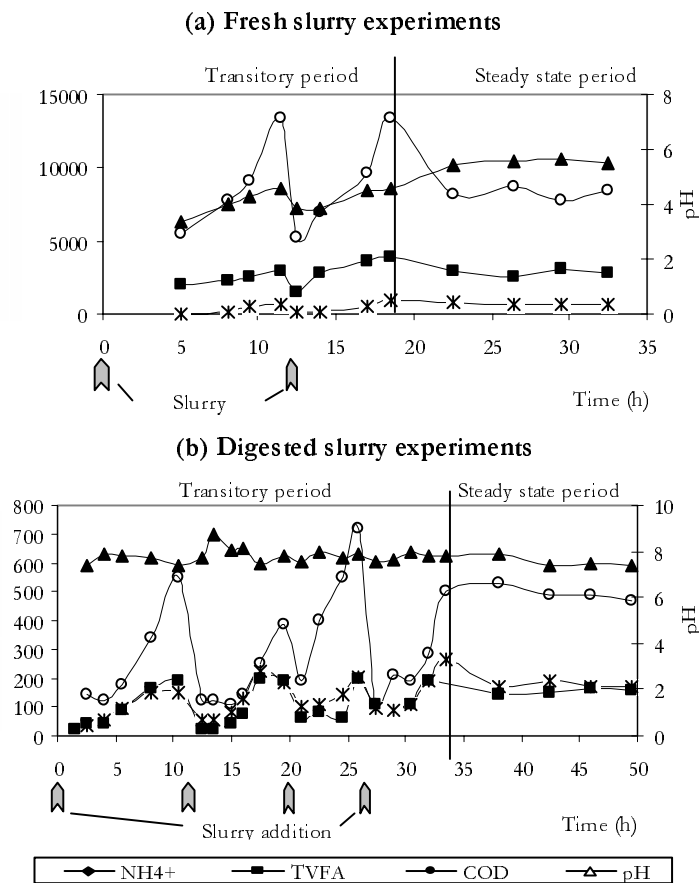 (a) Fresh slurry experiments
Transitory period Steady state period
15000 8
10000 6
4
5000 2
0 0
pH
0 5 10 15 20 25 30 35
Slurry Time (h)
(b) Digested slurry experiments
Transitory period Steady state period
800 10
700
600 8
500
400 6
300 4
200
100 2
0 0
pH
0 5 10 15 20 25 30 35 40 45 50
Slurry addition Time (h)
NH4+ TVFA COD pH